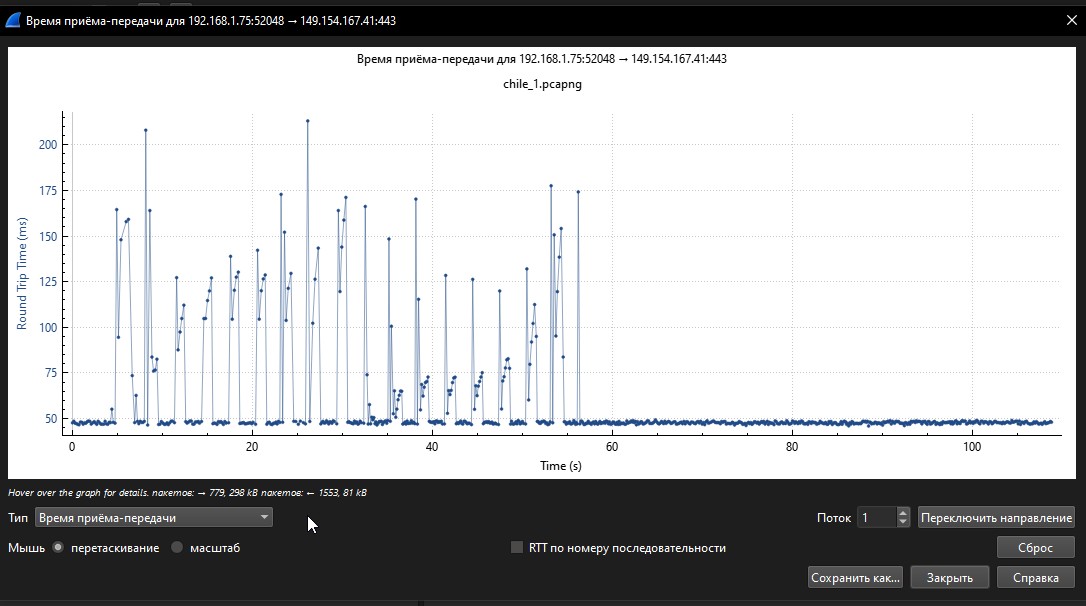 Время приёма-передачи для 192.168.1.75:52048 → 149.154.167.41:443
Время приёма-передачи для 192.168.1.75:52048 → 149.154.167.41:443
chile_1.pcapng
Round Trip Time (ms)
200
175
150
125
100
75
50
0 20 40 60 80 100
Time (s)
Hover over the graph for details. пакетов: → 779, 298 kB пакетов: ← 1553, 81 kB
Тип Время приёма-передачи Поток 1 Переключить направление
Мышь перетаскивание масштаб RTT по номеру последовательности Сброс
Сохранить как... Закрыть Справка